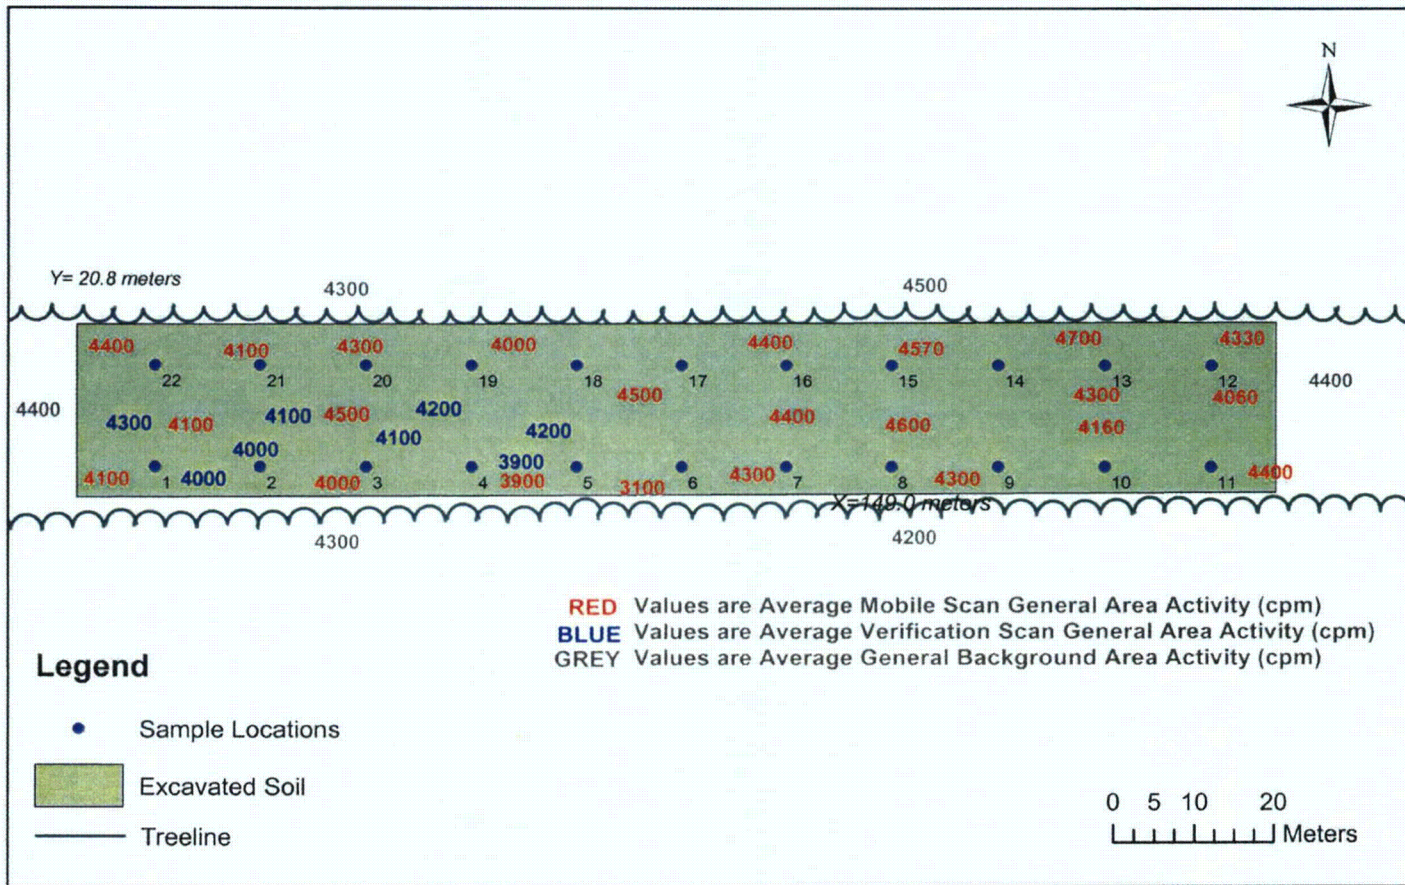 N
Y= 20.8 meters
4300
4500
4400 4100 4300 4000 4400 4570 4700 4330
22 21 20 19 18 17 16 15 14 13 12
4400
4400
4500 4300 4060
4300 4100 4100 4500 4200 4400 4600 4160
4100 4200
4000 3900
4100 4000 4000 3900 3100 4300 4300 4400
1 2 3 4 5 6 7 8 9 10 11
X=149.0 meters
4300
4200
RED Values are Average Mobile Scan General Area Activity (cpm)
BLUE Values are Average Verification Scan General Area Activity (cpm)
GREY Values are Average General Background Area Activity (cpm)
Legend
Sample Locations
Excavated Soil
Treeline
0 5 10 20
Meters